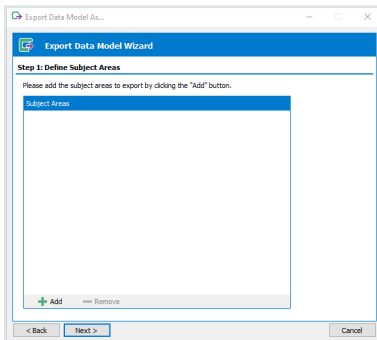 Export Data Model As...
Export Data Model Wizard
Step 1: Define Subject Areas
Please add the subject areas to export by clicking the "Add" button.
Subject Areas
Add Remove
< Back Next > Cancel